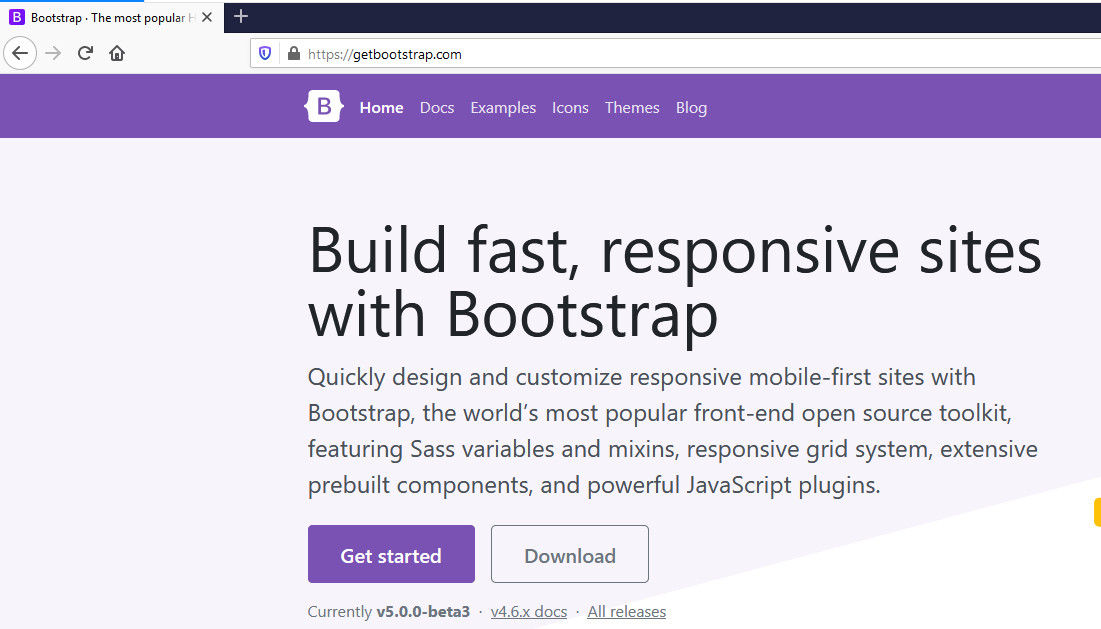 B Bootstrap · The most popular H
https://getbootstrap.com
B Home Docs Examples Icons Themes Blog
Build fast, responsive sites
with Bootstrap
Quickly design and customize responsive mobile-first sites with
Bootstrap, the world’s most popular front-end open source toolkit,
featuring Sass variables and mixins, responsive grid system, extensive
prebuilt components, and powerful JavaScript plugins.
Get started Download
Currently v5.0.0-beta3 · v4.6.x docs · All releases